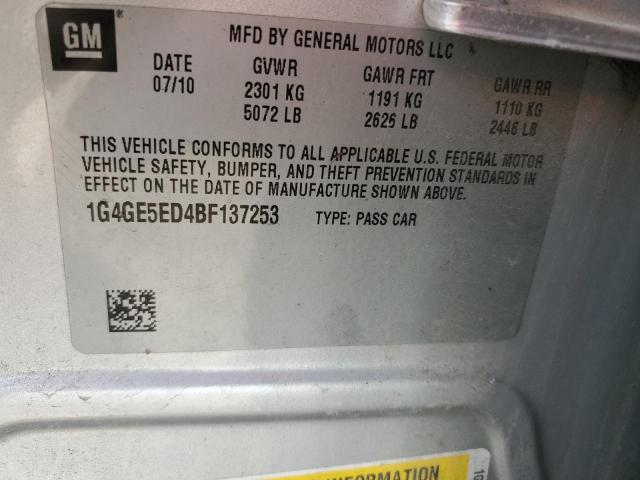 GM
MFD BY GENERAL MOTORS LLC
DATE GVWR GAWR FRT GAWR RR
07/10 2301 KG 1191 KG 1110 KG
5072 LB 2626 LB 2446 LB
THIS VEHICLE CONFORMS TO ALL APPLICABLE U.S. FEDERAL MOTOR
VEHICLE SAFETY, BUMPER, AND THEFT PREVENTION STANDARDS IN
EFFECT ON THE DATE OF MANUFACTURE SHOWN ABOVE.
1G4GE5ED4BF137253 TYPE: PASS CAR
INFORMATION